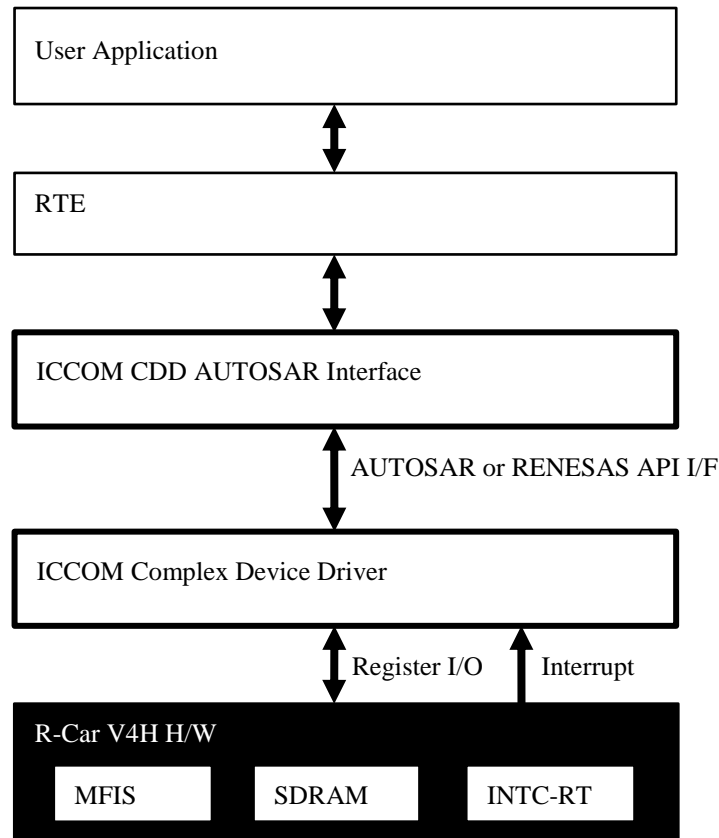 User Application
RTE
ICCOM CDD AUTOSAR Interface
AUTOSAR or RENESAS API I/F
ICCOM Complex Device Driver
Register I/O
Interrupt
R-Car V4H H/W
MFIS
SDRAM
INTC-RT